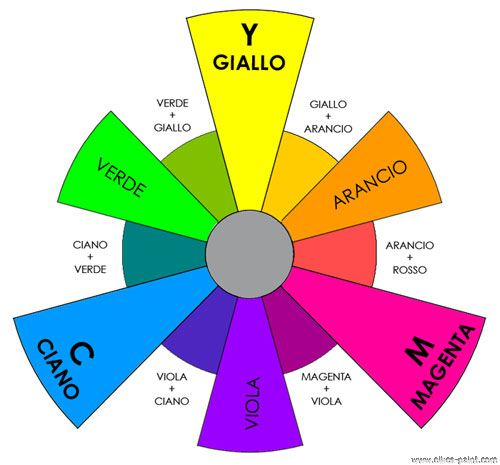 Y
GIALLO
VERDE
+
GIALLO
GIALLO
+
ARANCIO
VERDE
ARANCIO
CIANO
+
VERDE
ARANCIO
+
ROSSO
C
CIANO
M
MAGENTA
VIOLA
+
CIANO
VIOLA
MAGENTA
+
VIOLA